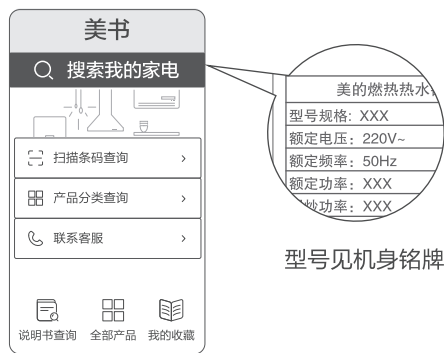 美书
搜索我的家电
扫描条码查询
产品分类查询
联系客服
说明书查询 全部产品 我的收藏
美的燃热热水
型号规格: XXX
额定电压: 220V~
额定频率: 50Hz
额定功率: XXX
功率: XXX
型号见机身铭牌